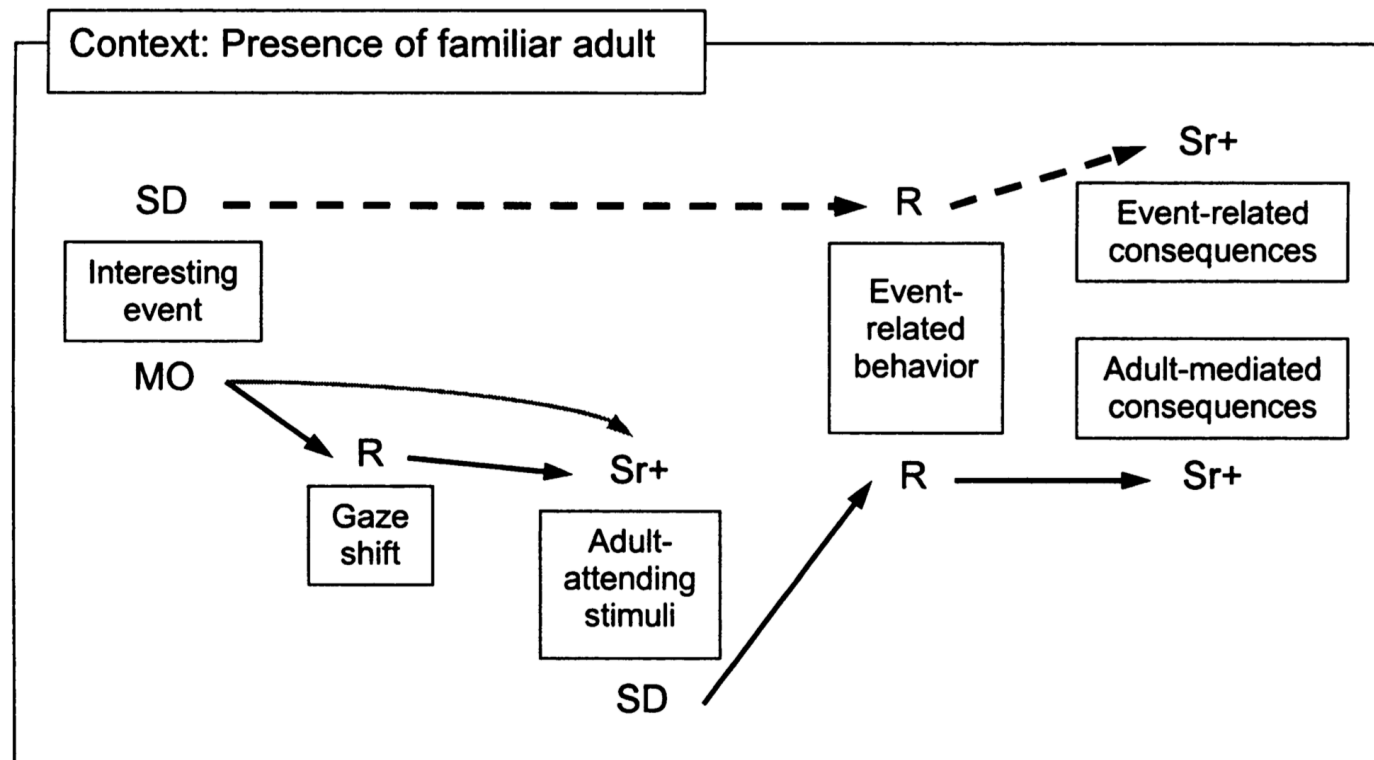 Context: Presence of familiar adult
Sr+
SD
R
Event-related
consequences
Interesting
event
Event-
related
behavior
MO
Adult-mediated
consequences
R
Sr+
R
Sr+
Gaze
shift
Adult-
attending
stimuli
SD